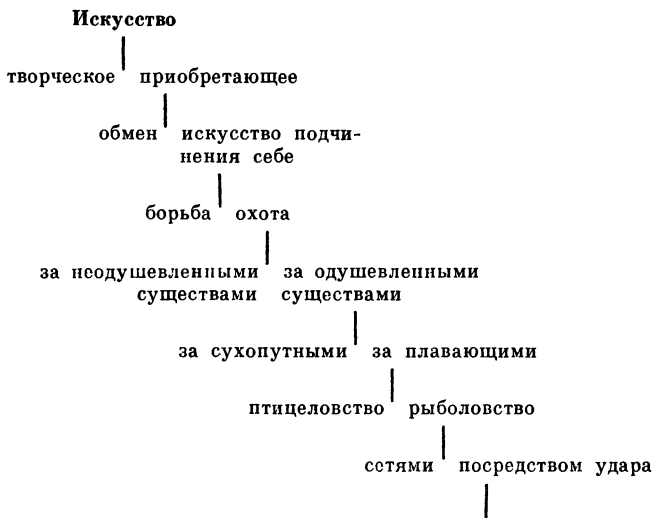 Искусство
творческое приобретающее
обмен искусство подчи-
нения себе
борьба охота
за неодушевленными за одушевленными
существами существами
за сухопутными за плавающими
птицеловство рыболовство
сетями посредством удара